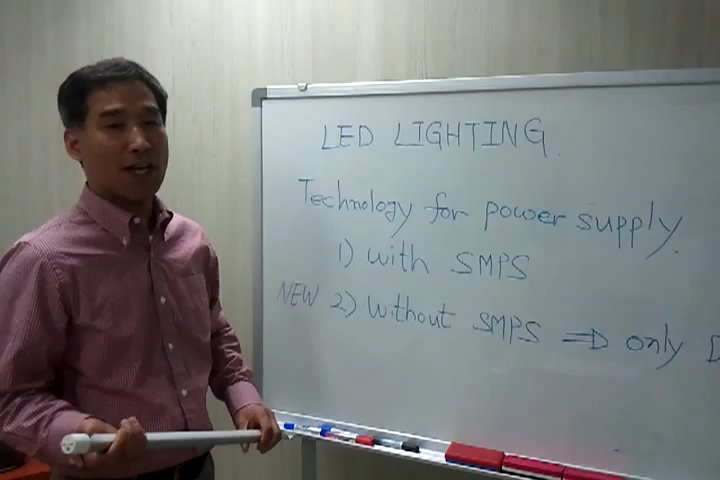 LED LIGHTING.
Technology for power supply.
1) with SMPS
NEW 2) Without SMPS ⇒ only